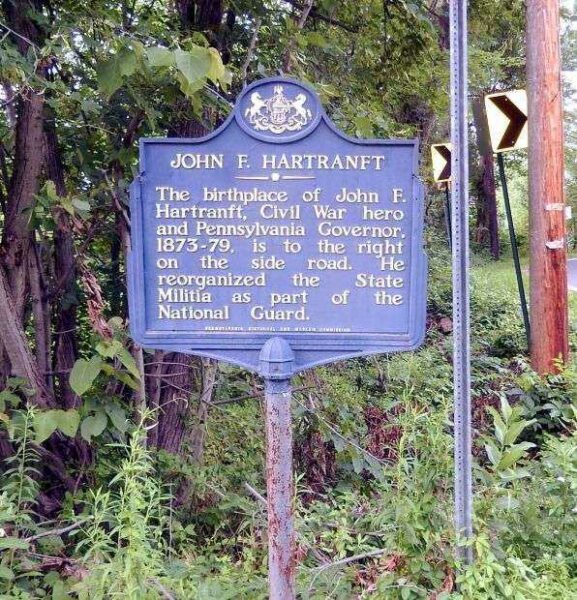 JOHN F. HARTRANFT
The birthplace of John F.
Hartranft, Civil War hero
and Pennsylvania Governor,
1873-79, is to the right
on the side road. He
reorganized the State
Militia as part of the
National Guard.
PENNSYLVANIA HISTORICAL AND MUSEUM COMMISSION